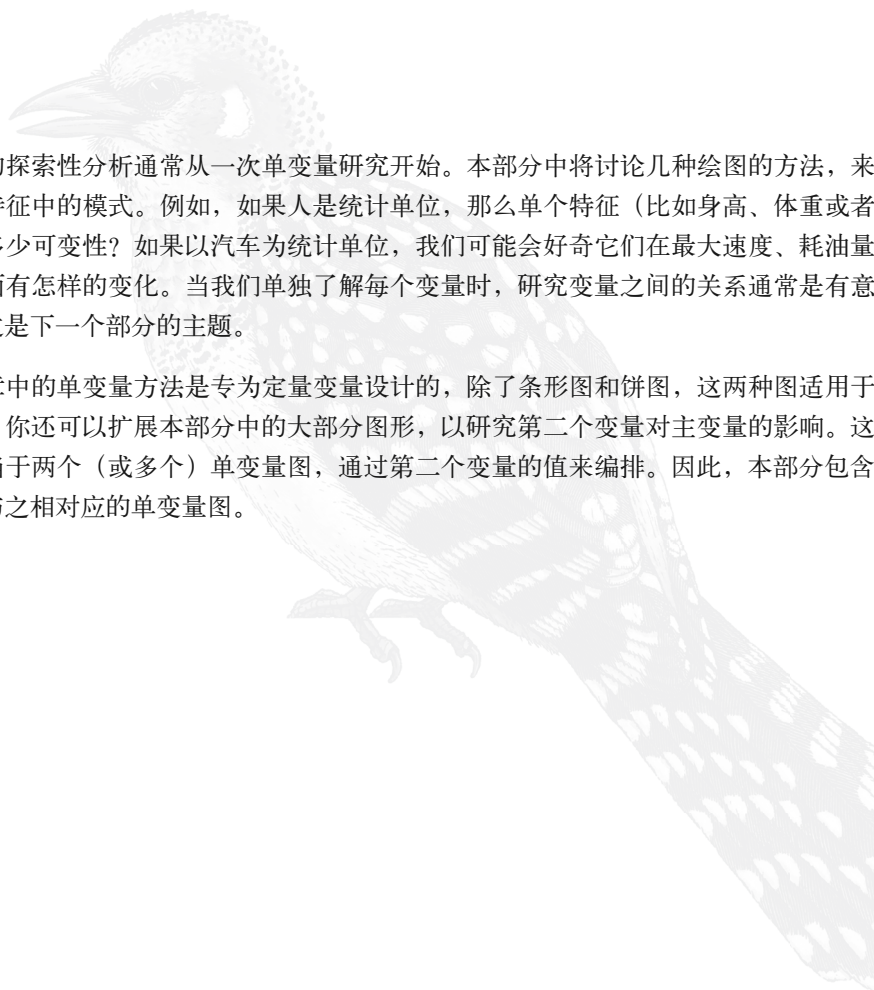 探索性分析通常从一次单变量研究开始。本部分中将讨论几种绘图的方法，来
征中的模式。例如，如果人是统计单位，那么单个特征（比如身高、体重或者
少可变性？如果以汽车为统计单位，我们可能会好奇它们在最大速度、耗油量
有怎样的变化。当我们单独了解每个变量时，研究变量之间的关系通常是有意
是下一个部分的主题。
中的单变量方法是专为定量变量设计的，除了条形图和饼图，这两种图适用于
你还可以扩展本部分中的大部分图形，以研究第二个变量对主变量的影响。这
于两个（或多个）单变量图，通过第二个变量的值来编排。因此，本部分包含
之相对应的单变量图。